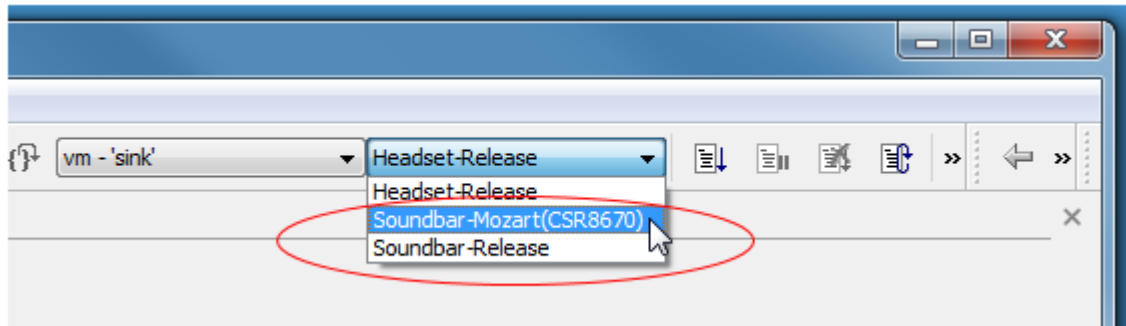 vm - 'sink'
Headset-Release
Headset-Release
Soundbar-Mozart(CSR8670)
Soundbar-Release